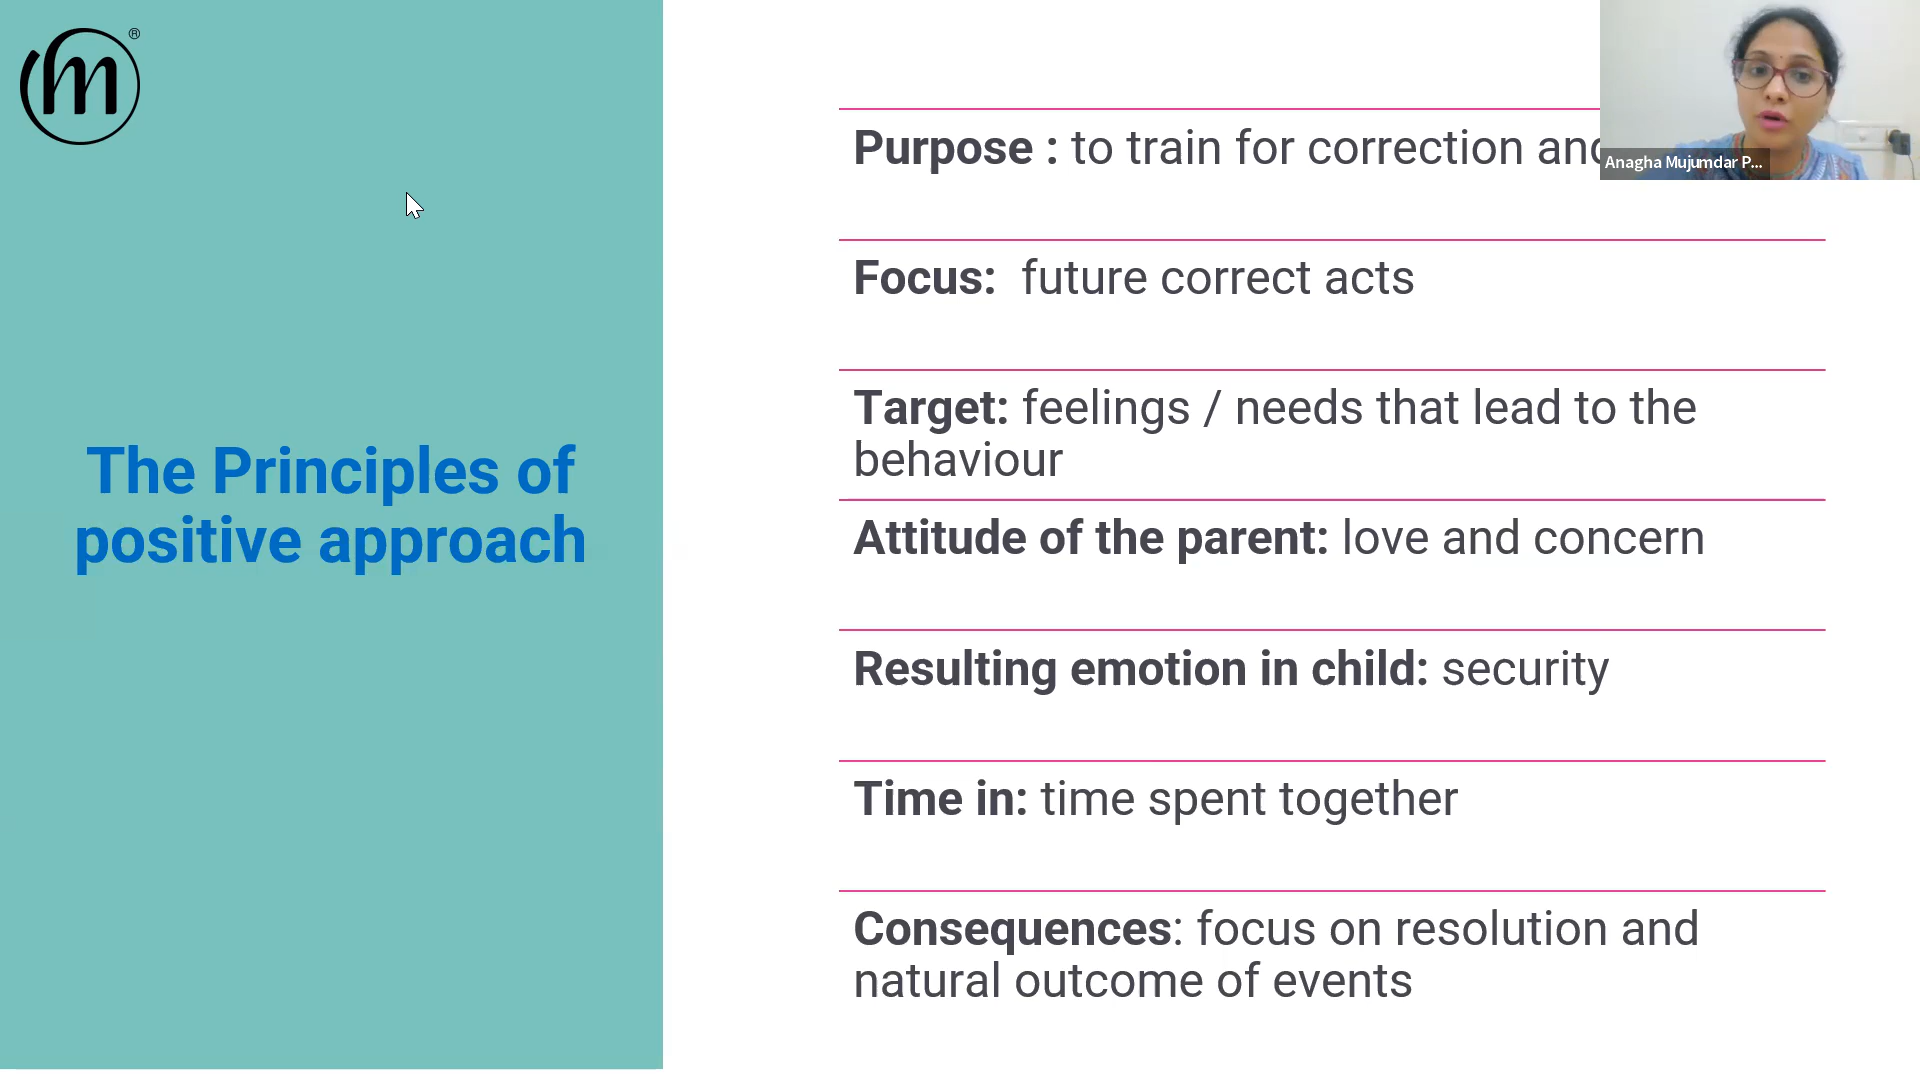 m
®
The Principles of
positive approach
Purpose : to train for correction and
Focus: future correct acts
Target: feelings / needs that lead to the
behaviour
Attitude of the parent: love and concern
Resulting emotion in child: security
Time in: time spent together
Consequences: focus on resolution and
natural outcome of events
Anagha Mujumdar P...